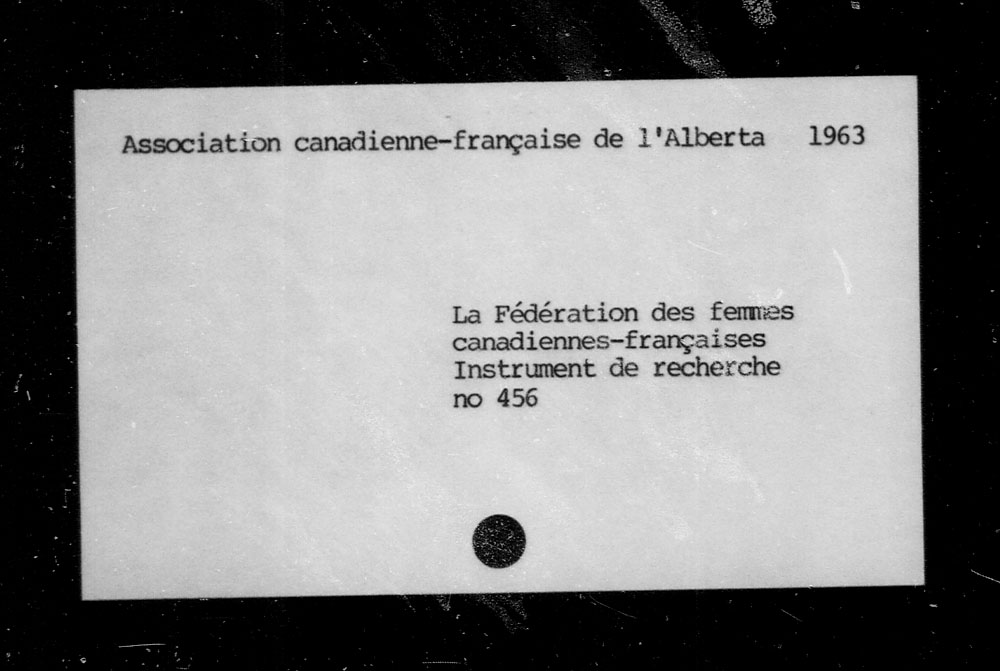 Association canadienne-française de l'Alberta 1963
La Fédération des femmes
canadiennes-françaises
Instrument de recherche
no 456